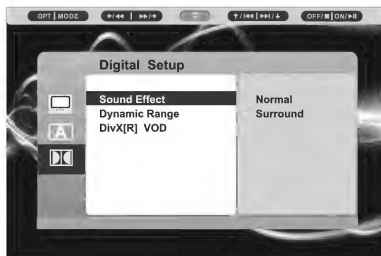 OPT | MODE
←/◀◀ | ▶▶/→
↑/|◀◀ | ▶▶|/↓
OFF/■ | ON/▶II
Digital Setup
Sound Effect
Normal
Dynamic Range
Surround
DivX[R] VOD
A